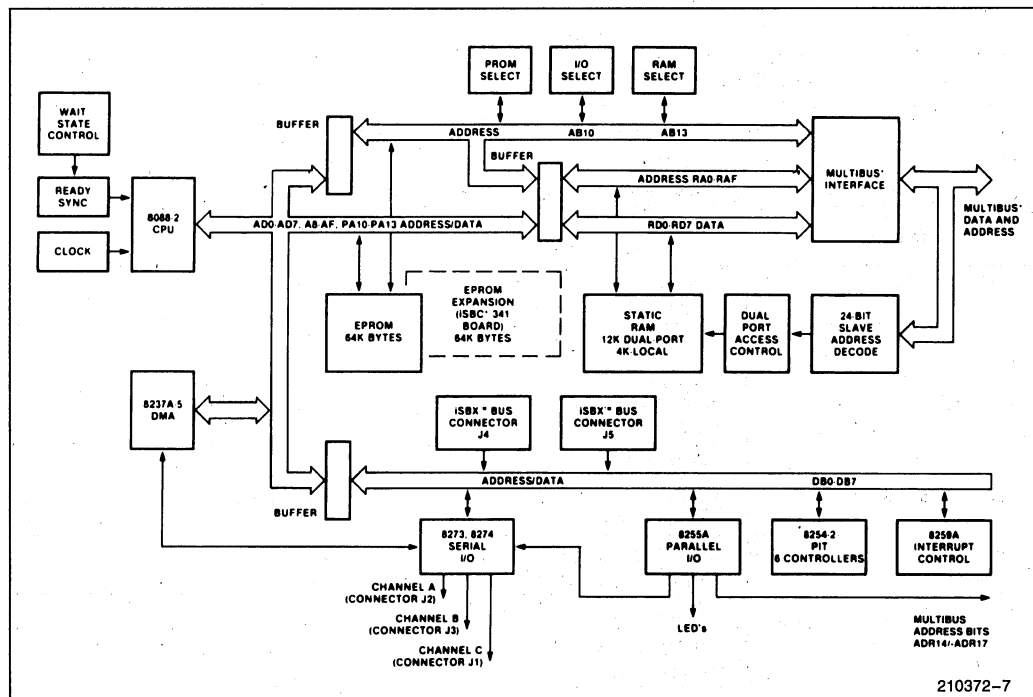 PROM
SELECT
I/O
SELECT
RAM
SELECT
WAIT
STATE
CONTROL
BUFFER
ADDRESS AB10 AB13
BUFFER
READY
SYNC
ADDRESS RA0-RAF
MULTIBUS*
INTERFACE
8088-2
CPU
AD0-AD7, A8-AF, PA10-PA13 ADDRESS/DATA
RD0-RD7 DATA
MULTIBUS*
DATA AND
ADDRESS
CLOCK
EPROM
64K BYTES
EPROM
EXPANSION
(iSBC* 341
BOARD)
64K BYTES
STATIC
RAM
12K DUAL-PORT
4K-LOCAL
DUAL
PORT
ACCESS
CONTROL
24-BIT
SLAVE
ADDRESS
DECODE
8237A-5
DMA
iSBX™ BUS
CONNECTOR
J4
iSBX™ BUS
CONNECTOR
J5
ADDRESS/DATA DB0-DB7
BUFFER
8273, 8274
SERIAL
I/O
8255A
PARALLEL
I/O
8254-2
PIT
6 CONTROLLERS
8259A
INTERRUPT
CONTROL
CHANNEL A
(CONNECTOR J2)
CHANNEL B
(CONNECTOR J3)
CHANNEL C
(CONNECTOR J1)
LED's
MULTIBUS
ADDRESS BITS
ADR14/-ADR17
210372-7